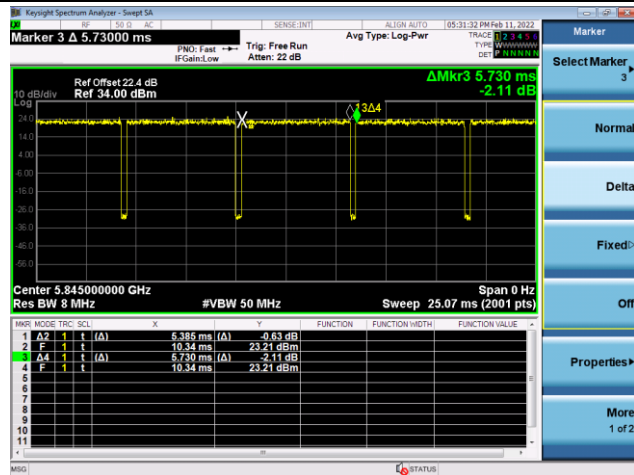 Keysight Spectrum Analyzer - Swept SA
RF 50 Ω AC SENSE:INT ALIGN AUTO 05:31:32 PM Feb 11, 2022
Marker 3 Δ 5.73000 ms
PNO: Fast
IFGain:Low
Trig: Free Run
Atten: 22 dB
Avg Type: Log-Pwr
TRACE 1 2 3 4 5 6
TYPE WWWWWW
DET P NNNNN
Ref Offset 22.4 dB
10 dB/div Ref 34.00 dBm
Log
ΔMkr3 5.730 ms
-2.11 dB
24.0
14.0
4.00
-6.00
-16.0
-26.0
-36.0
-46.0
-56.0
X
3Δ4
Center 5.845000000 GHz Span 0 Hz
Res BW 8 MHz #VBW 50 MHz Sweep 25.07 ms (2001 pts)
MKR MODE TRC SCL X Y FUNCTION FUNCTION WIDTH FUNCTION VALUE
1 Δ2 1 t (Δ) 5.385 ms (Δ) -0.63 dB
2 F 1 t 10.34 ms 23.21 dBm
3 Δ4 1 t (Δ) 5.730 ms (Δ) -2.11 dB
4 F 1 t 10.34 ms 23.21 dBm
5
6
7
8
9
10
11
MSG STATUS
Marker
Select Marker
3
Normal
Delta
Fixed
Off
Properties
More
1 of 2